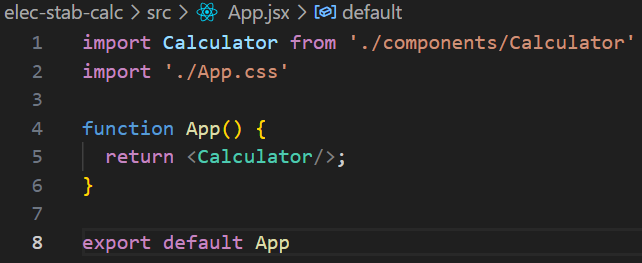 elec-stab-calc > src > App.jsx > default
1 import Calculator from './components/Calculator'
2 import './App.css'
3
4 function App() {
5   return <Calculator/>;
6 }
7
8 export default App